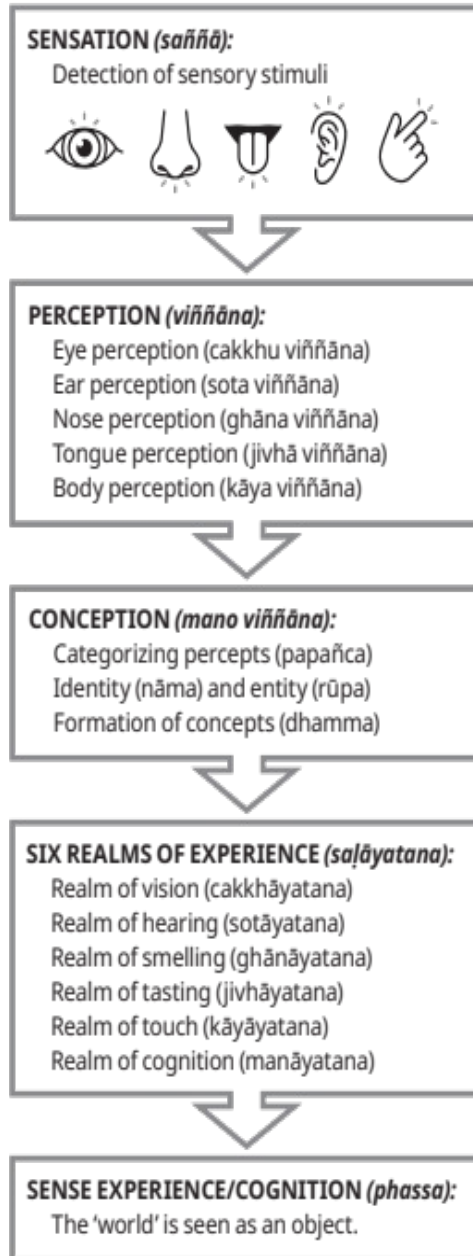 SENSATION (saññā):
Detection of sensory stimuli
PERCEPTION (viññāna):
Eye perception (cakkhu viññāna)
Ear perception (sota viññāna)
Nose perception (ghāna viññāna)
Tongue perception (jivhā viññāna)
Body perception (kāya viññāna)
CONCEPTION (mano viññāna):
Categorizing percepts (papañca)
Identity (nāma) and entity (rūpa)
Formation of concepts (dhamma)
SIX REALMS OF EXPERIENCE (saḷāyatana):
Realm of vision (cakkhāyatana)
Realm of hearing (sotāyatana)
Realm of smelling (ghānāyatana)
Realm of tasting (jivhāyatana)
Realm of touch (kāyāyatana)
Realm of cognition (manāyatana)
SENSE EXPERIENCE/COGNITION (phassa):
The ‘world’ is seen as an object.